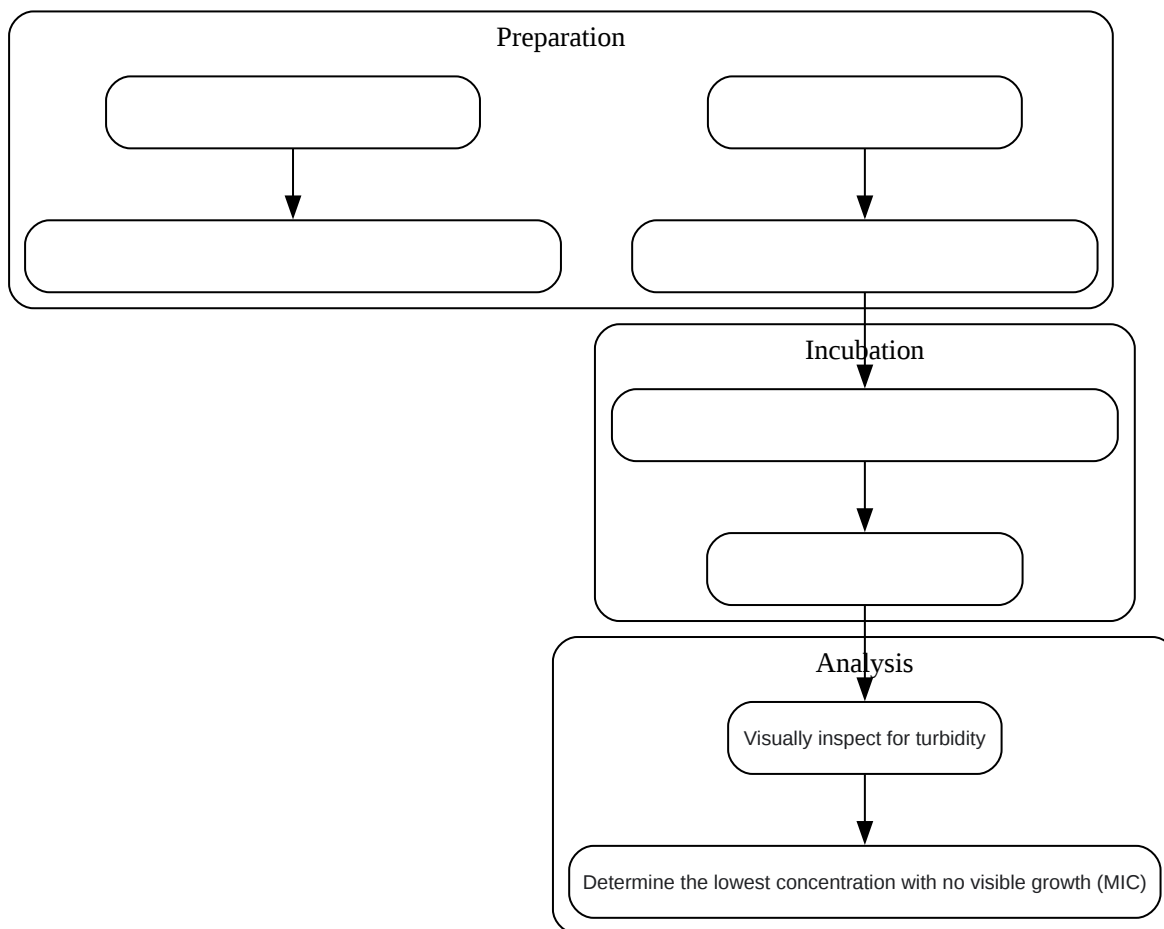 Preparation
Incubation
Analysis
Visually inspect for turbidity
Determine the lowest concentration with no visible growth (MIC)